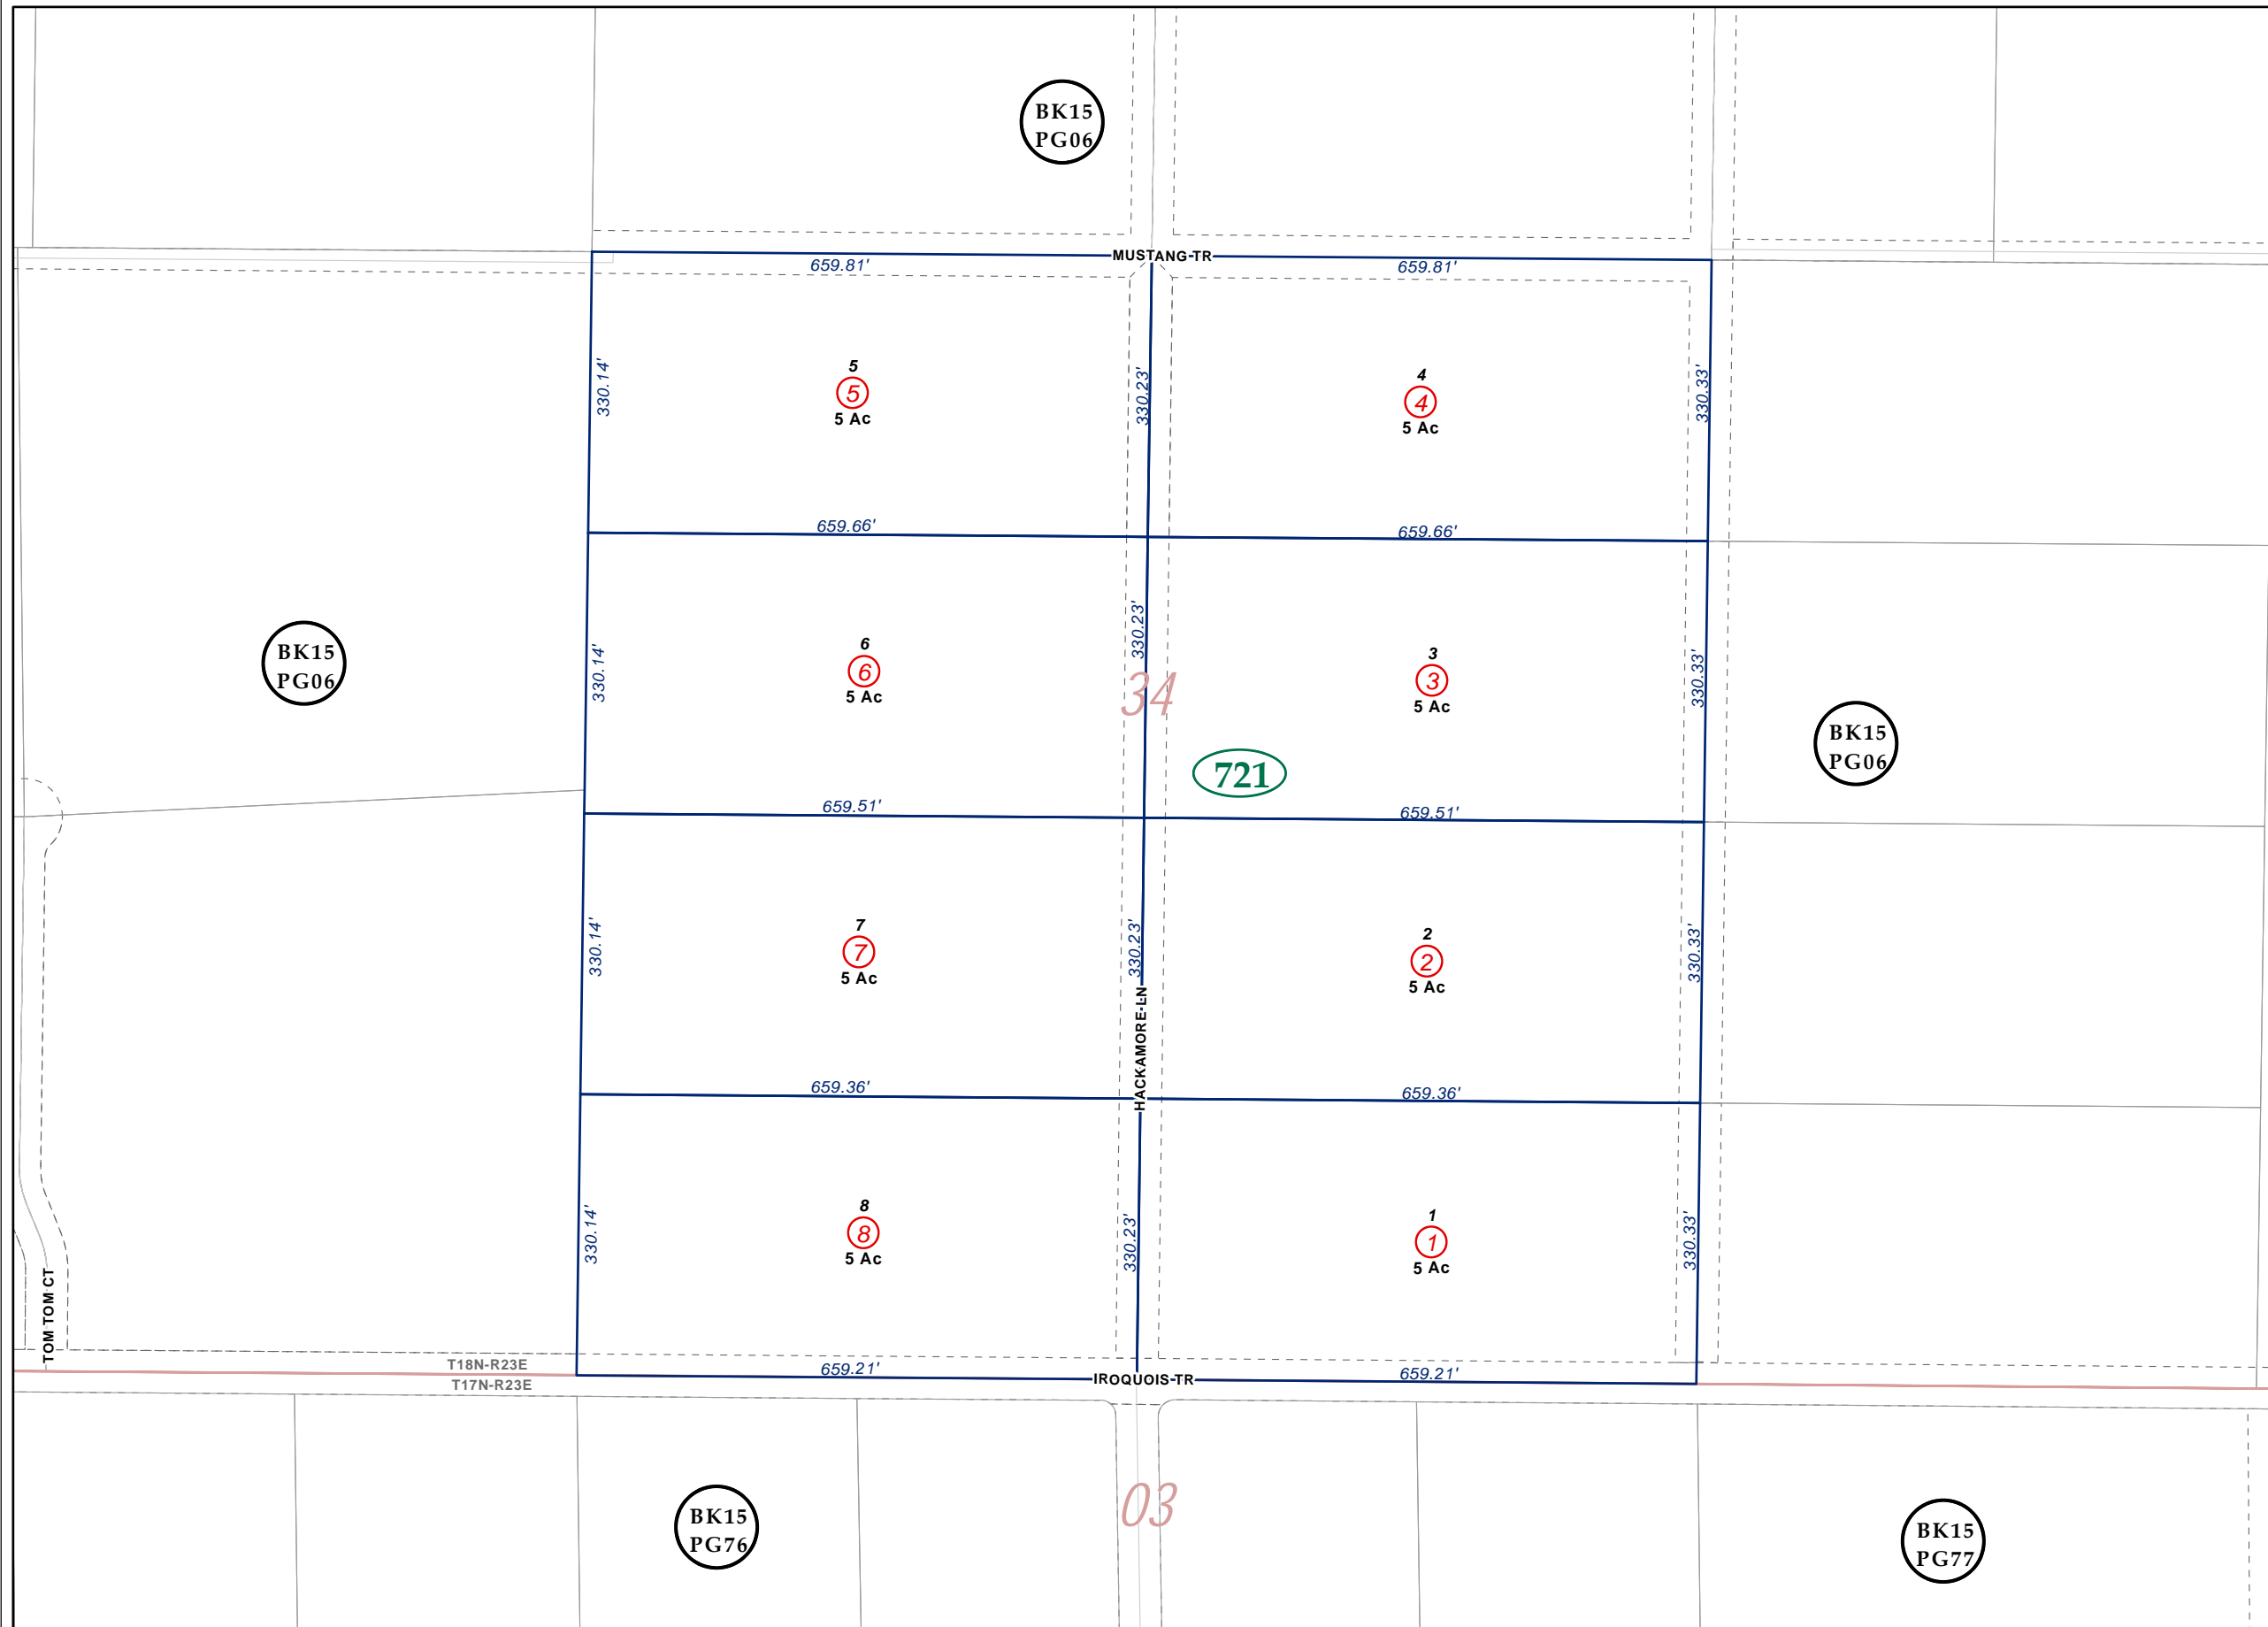 BK15
PG06
MUSTANG TR
659.81'
659.81'
330.14'
5
5
5 Ac
330.23'
4
4
5 Ac
330.33'
659.66'
659.66'
BK15
PG06
330.14'
6
6
5 Ac
330.23'
34
3
3
5 Ac
330.33'
721
BK15
PG06
659.51'
659.51'
330.14'
7
7
5 Ac
330.23'
2
2
5 Ac
330.33'
HACKAMORE LN
659.36'
659.36'
330.14'
8
8
5 Ac
330.23'
1
1
5 Ac
330.33'
TOM TOM CT
T18N-R23E
T17N-R23E
659.21'
IROQUOIS TR
659.21'
03
BK15
PG76
BK15
PG77